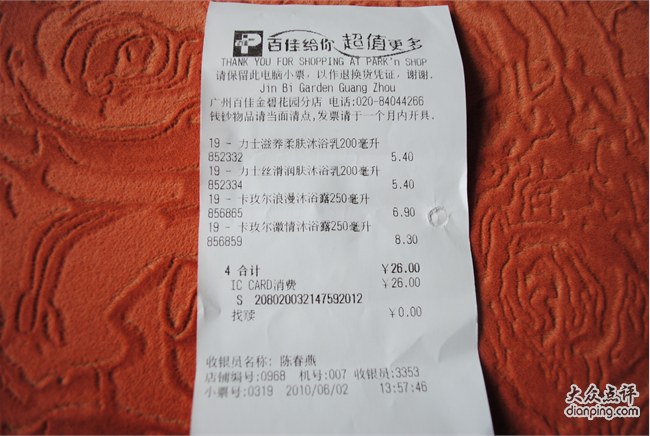 百佳给你 超值更多
THANK YOU FOR SHOPPING AT PARK'n SHOP
请保留此电脑小票，以作退换货凭证，谢谢.
Jin Bi Garden Guang Zhou
广州百佳金碧花园分店 电话:020-84044266
钱钞物品请当面清点,发票请于一个月内开具.
19 - 力士滋养柔肤沐浴乳200毫升
852332 5.40
19 - 力士丝滑润肤沐浴乳200毫升
852334 5.40
19 - 卡玫尔浪漫沐浴露250毫升
856865 6.90
19 - 卡玫尔激情沐浴露250毫升
856859 8.30
4 合计 ￥26.00
IC CARD消费 ￥26.00
S 208020032147592012
找赎 ￥0.00
收银员名称: 陈春燕
店铺编号:0968 机号:007 收银员:3353
小票号:0319 2010/06/02 13:57:46
大众点评
dianping.com